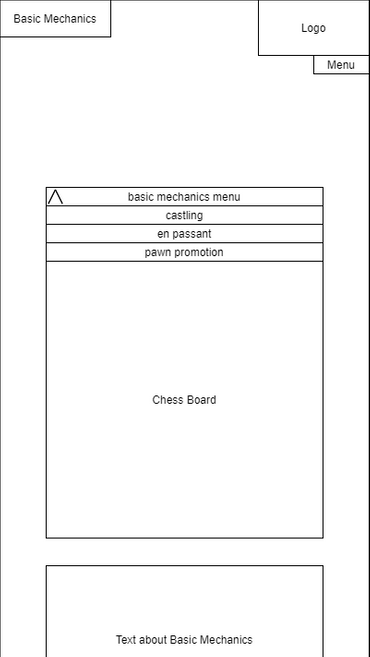 Basic Mechanics
Logo
Menu
basic mechanics menu
castling
en passant
pawn promotion
Chess Board
Text about Basic Mechanics